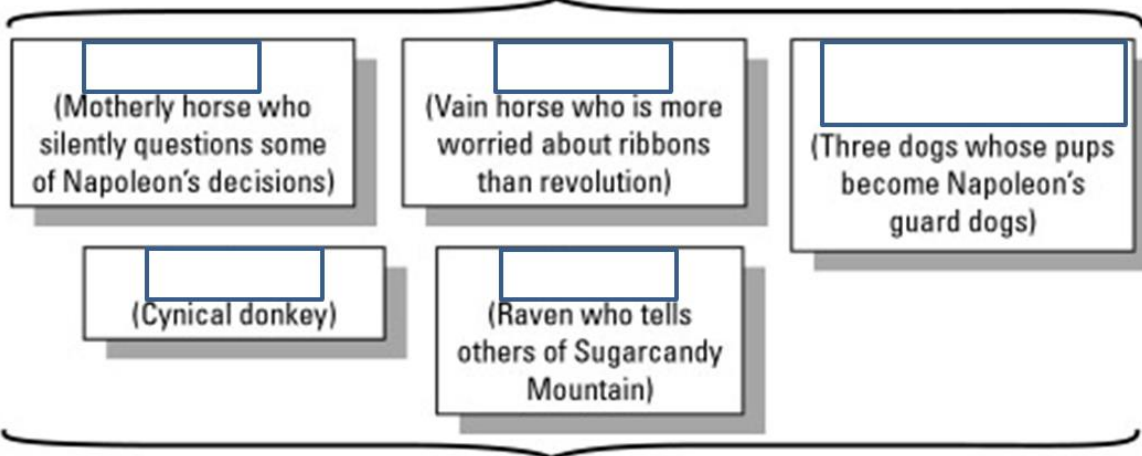 (Motherly horse who
silently questions some
of Napoleon's decisions)
(Vain horse who is more
worried about ribbons
than revolution)
(Three dogs whose pups
become Napoleon's
guard dogs)
(Cynical donkey)
(Raven who tells
others of Sugarcandy
Mountain)